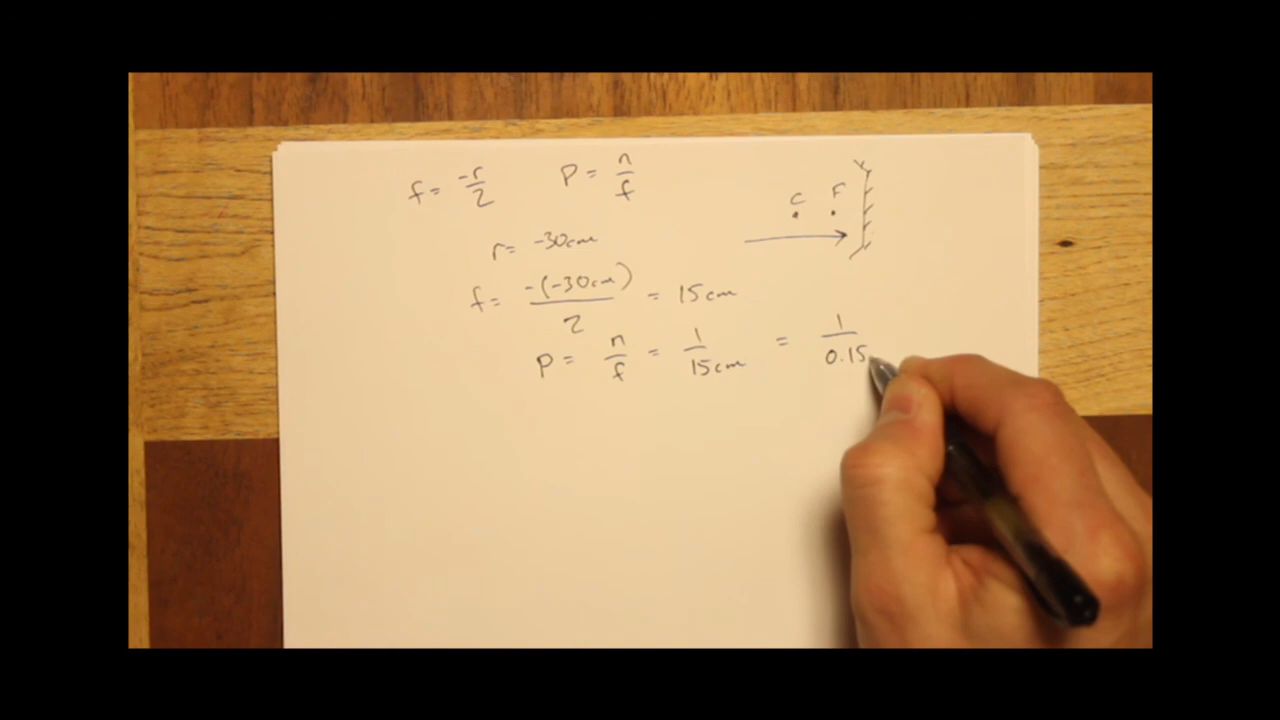 f = -r/2 P = n/f
C F
r = -30cm
f = -(-30cm)/2 = 15cm
P = n/f = 1/15cm = 1/0.15